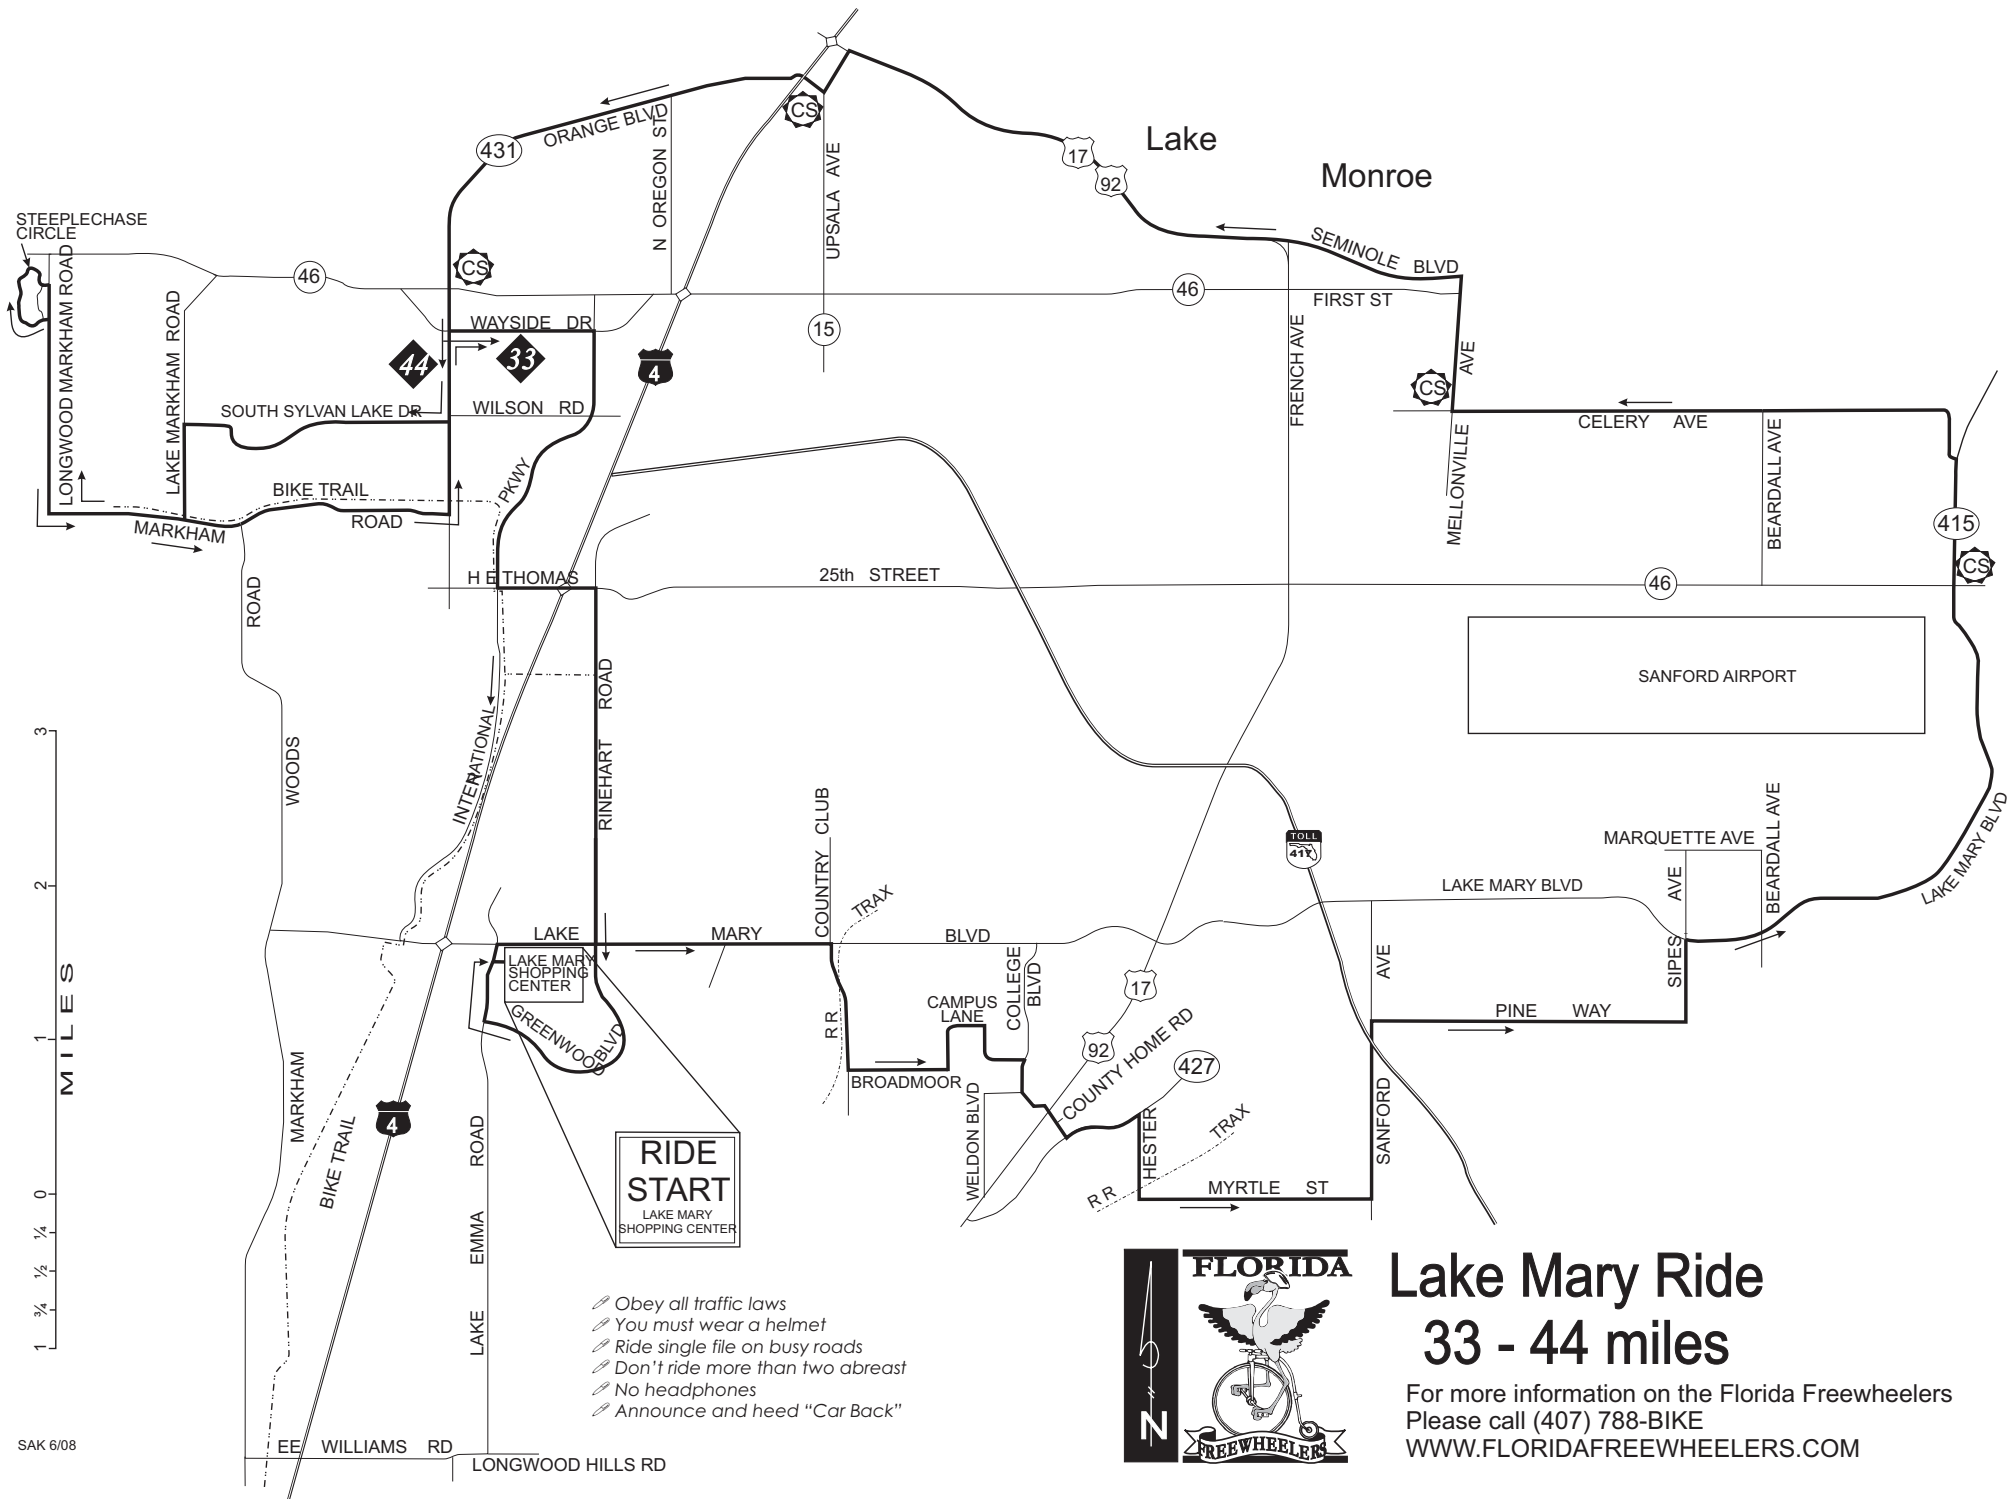 Lake
Monroe
ORANGE BLVD
431
CS
N OREGON ST
UPSALA AVE
17
92
SEMINOLE BLVD
STEEPLECHASE
CIRCLE
46
CS
46
FIRST ST
LONGWOOD MARKHAM ROAD
LAKE MARKHAM ROAD
WAYSIDE DR
15
44
33
4
FRENCH AVE
AVE
CS
SOUTH SYLVAN LAKE DR
WILSON RD
CELERY AVE
MELLONVILLE
BEARDALL AVE
BIKE TRAIL
PKWY
MARKHAM
ROAD
415
CS
H E THOMAS
25th STREET
46
ROAD
SANFORD AIRPORT
ROAD
INTERNATIONAL
RINEHART
WOODS
3
2
1
0
¼
½
¾
1
MILES
COUNTRY CLUB
TOLL
417
MARQUETTE AVE
BEARDALL AVE
LAKE MARY BLVD
LAKE MARY BLVD
AVE
TRAX
LAKE MARY
BLVD
LAKE MARY
SHOPPING
CENTER
GREENWOOD BLVD
R R
COLLEGE
BLVD
CAMPUS
LANE
17
92
AVE
SIPES
PINE WAY
COUNTY HOME RD
427
BROADMOOR
WELDON BLVD
HESTER
TRAX
R R
SANFORD
MYRTLE ST
MARKHAM
BIKE TRAIL
4
ROAD
EMMA
LAKE
RIDE
START
LAKE MARY
SHOPPING CENTER
Obey all traffic laws
You must wear a helmet
Ride single file on busy roads
Don't ride more than two abreast
No headphones
Announce and heed “Car Back”
N
FLORIDA
FREEWHEELERS
Lake Mary Ride
33 - 44 miles
For more information on the Florida Freewheelers
Please call (407) 788-BIKE
WWW.FLORIDAFREEWHEELERS.COM
SAK 6/08
EE WILLIAMS RD
LONGWOOD HILLS RD